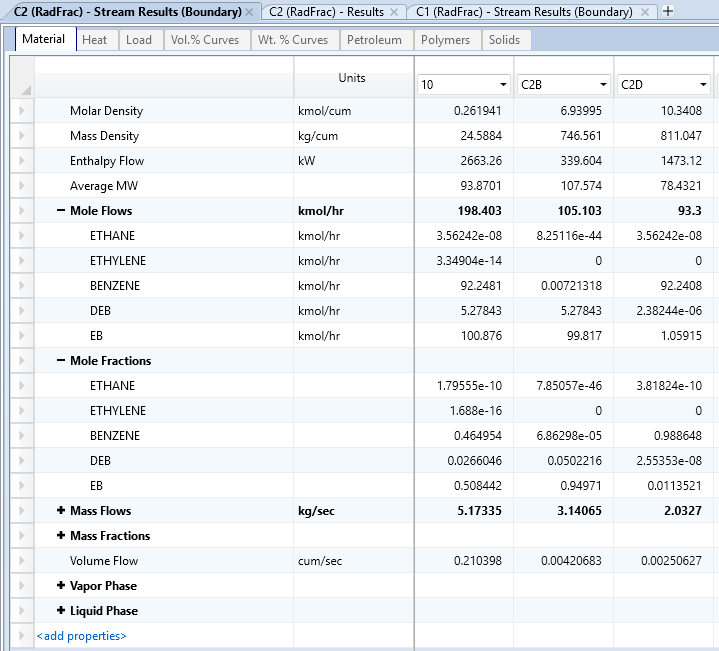 C2 (RadFrac) - Stream Results (Boundary) × C2 (RadFrac) - Results × C1 (RadFrac) - Stream Results (Boundary) × +
Material Heat Load Vol.% Curves Wt. % Curves Petroleum Polymers Solids
Units 10 C2B C2D
Molar Density kmol/cum 0.261941 6.93995 10.3408
Mass Density kg/cum 24.5884 746.561 811.047
Enthalpy Flow kW 2663.26 339.604 1473.12
Average MW 93.8701 107.574 78.4321
− Mole Flows kmol/hr 198.403 105.103 93.3
ETHANE kmol/hr 3.56242e-08 8.25116e-44 3.56242e-08
ETHYLENE kmol/hr 3.34904e-14 0 0
BENZENE kmol/hr 92.2481 0.00721318 92.2408
DEB kmol/hr 5.27843 5.27843 2.38244e-06
EB kmol/hr 100.876 99.817 1.05915
− Mole Fractions
ETHANE 1.79555e-10 7.85057e-46 3.81824e-10
ETHYLENE 1.688e-16 0 0
BENZENE 0.464954 6.86298e-05 0.988648
DEB 0.0266046 0.0502216 2.55353e-08
EB 0.508442 0.94971 0.0113521
+ Mass Flows kg/sec 5.17335 3.14065 2.0327
+ Mass Fractions
Volume Flow cum/sec 0.210398 0.00420683 0.00250627
+ Vapor Phase
+ Liquid Phase
<add properties>